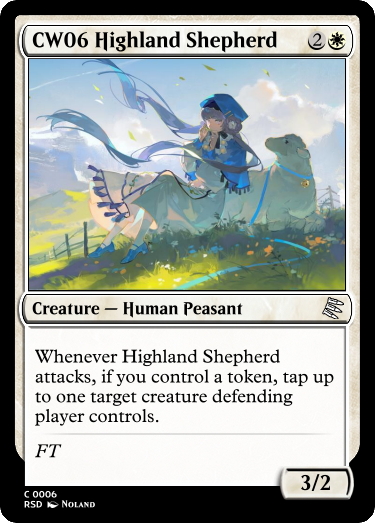 CW06 Highland Shepherd 2
Creature — Human Peasant
Whenever Highland Shepherd
attacks, if you control a token, tap up
to one target creature defending
player controls.
FT
3/2
C 0006
RSD NOLAND